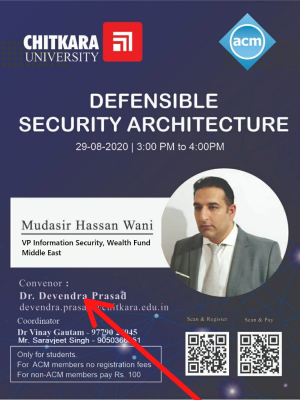 CHITKARA
UNIVERSITY
acm
DEFENSIBLE
SECURITY ARCHITECTURE
29-08-2020 | 3:00 PM to 4:00PM
Mudasir Hassan Wani
VP Information Security, Wealth Fund
Middle East
Convenor :
Dr. Devendra Prasad
devendra.prasad@chitkara.edu.in
Coordinator
Dr Vinay Gautam - 97790
Mr. Saravjeet Singh -
Scan & Register
Scan & Pay
Only for students.
For ACM members no registration fees
For non-ACM members pay Rs. 100